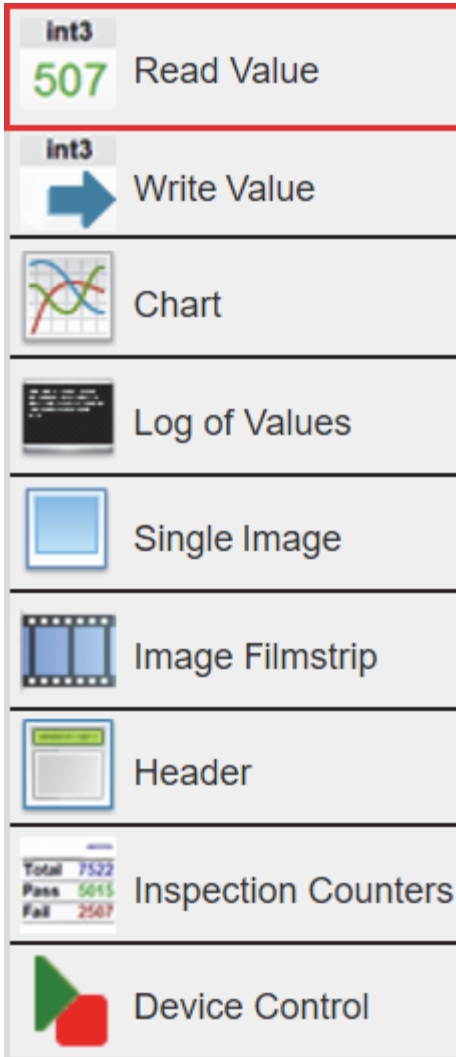 int3
507
Read Value
int3
Write Value
Chart
Log of Values
Single Image
Image Filmstrip
Header
Total 7522
Pass 5015
Fail 2507
Inspection Counters
Device Control